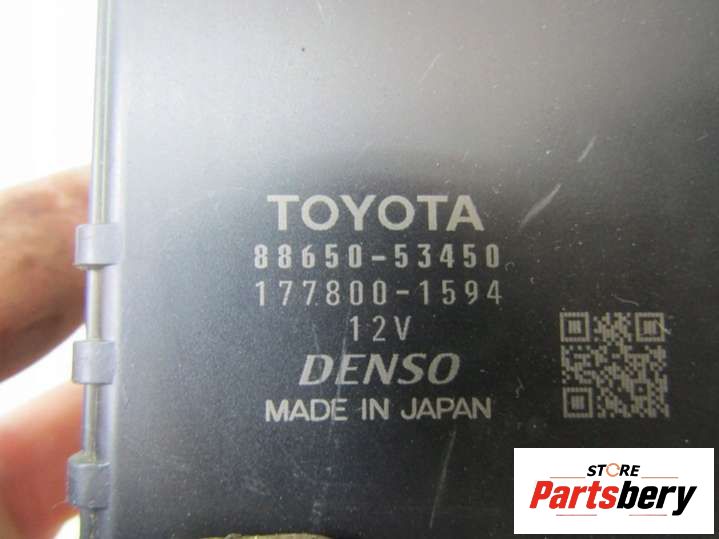 TOYOTA
88650-53450
177800-1594
12V
DENSO
MADE IN JAPAN
STORE
Partsbery